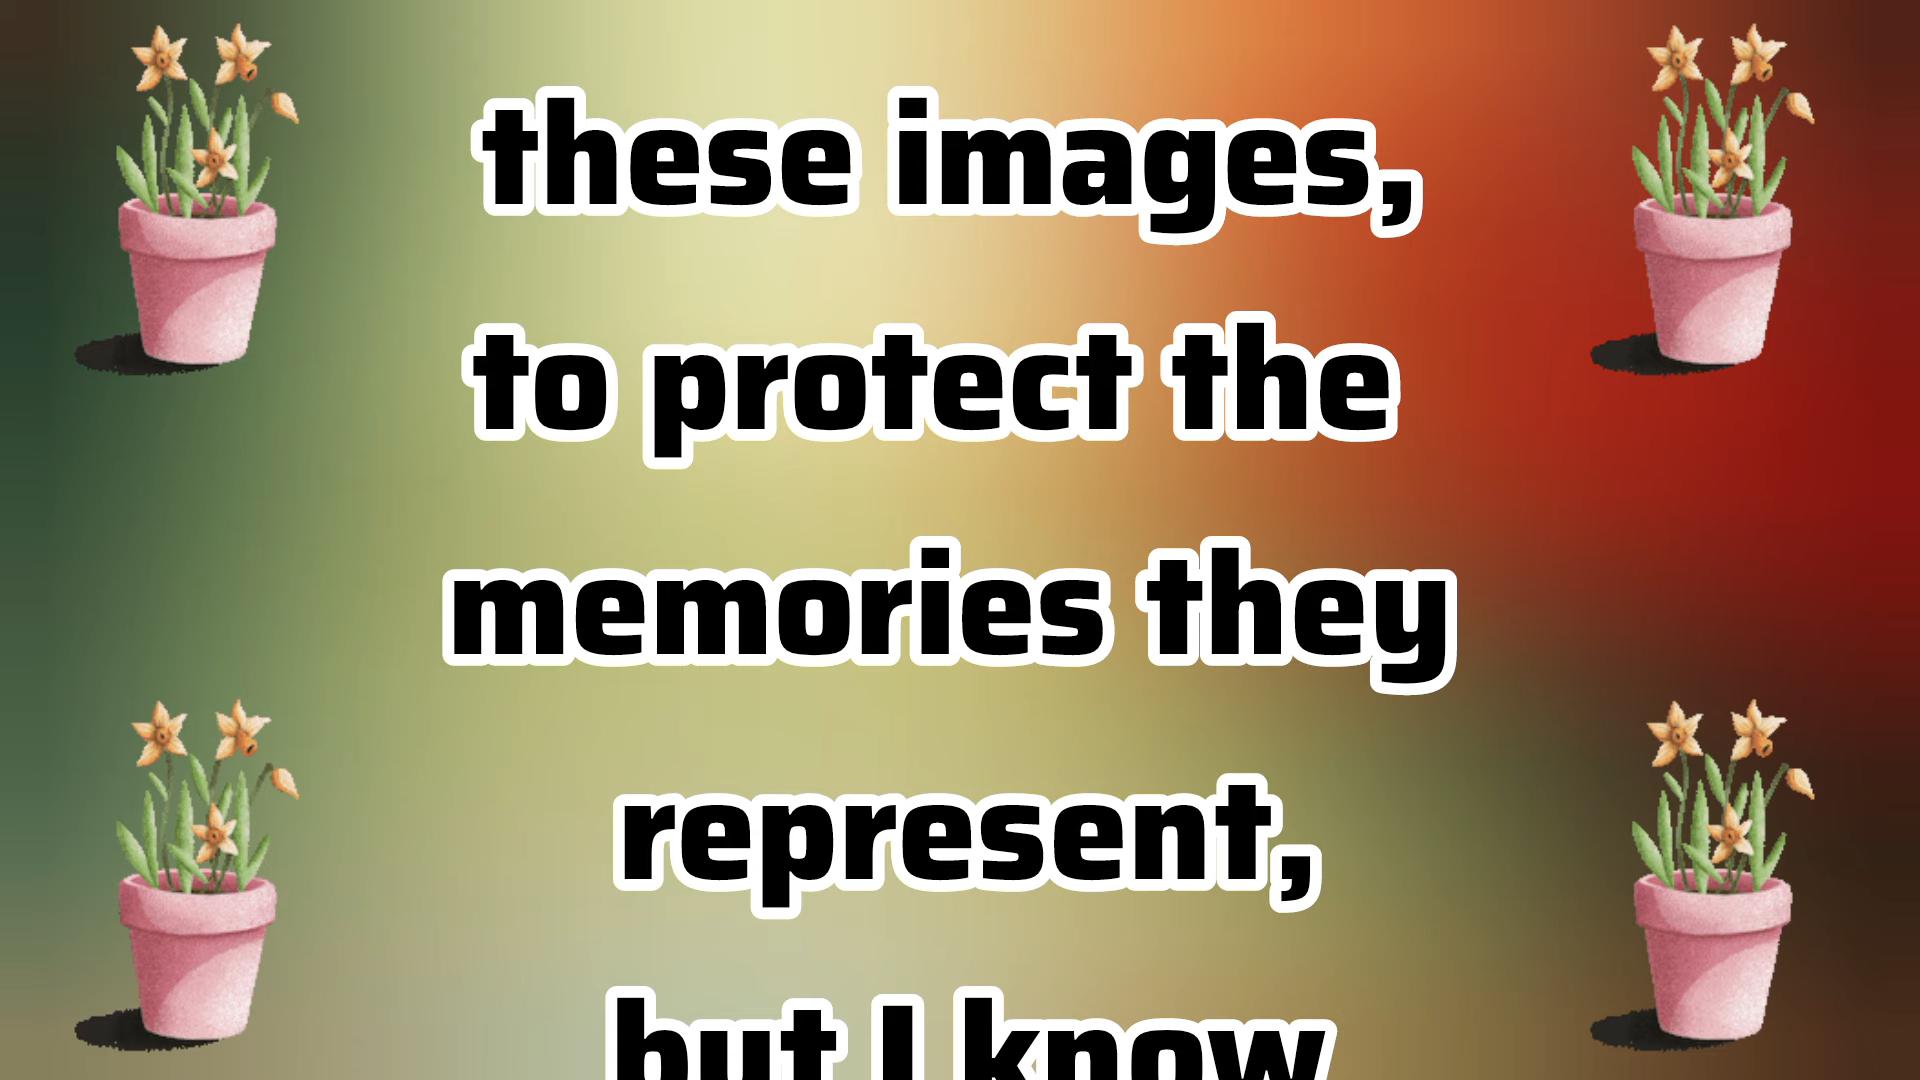 these images,
to protect the
memories they
represent,
but I know